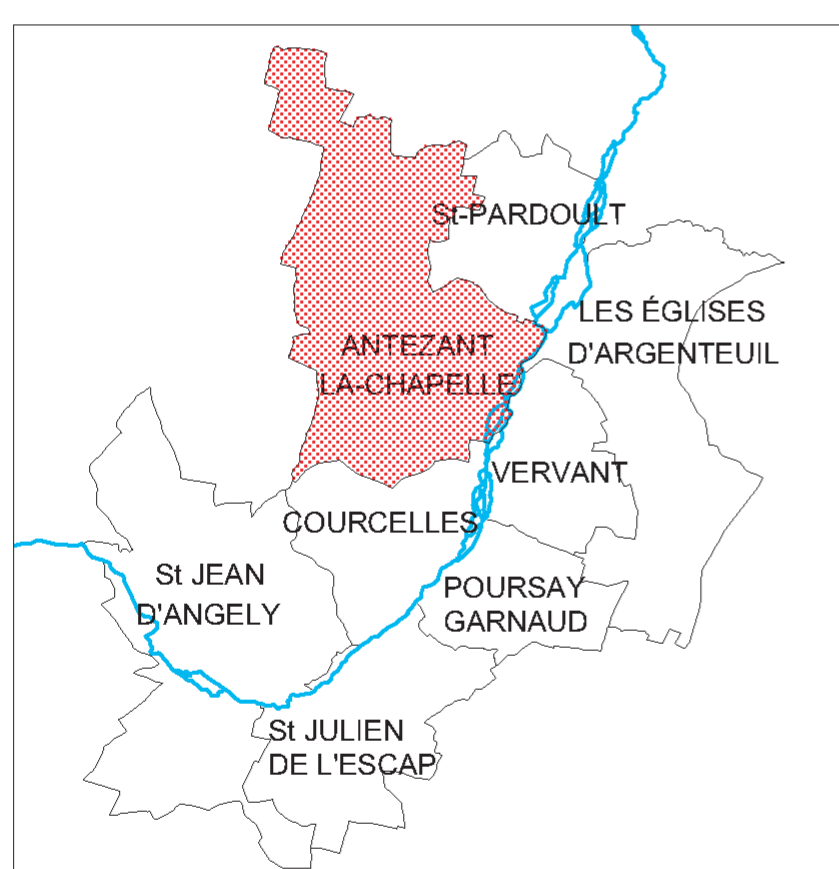 St-PARDOULT
LES ÉGLISES
D'ARGENTEUIL
ANTEZANT
LA-CHAPELLE
VERVANT
COURCELLES
St JEAN
D'ANGELY
POURSAY
GARNAUD
St JULIEN
DE L'ESCAP